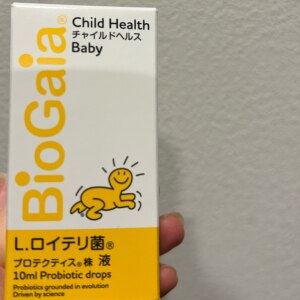 BioGaia®
Child Health
チャイルドヘルス
Baby
L.ロイテリ菌®
プロテクティス®株 液
10ml Probiotic drops
Probiotics grounded in evolution
Driven by science